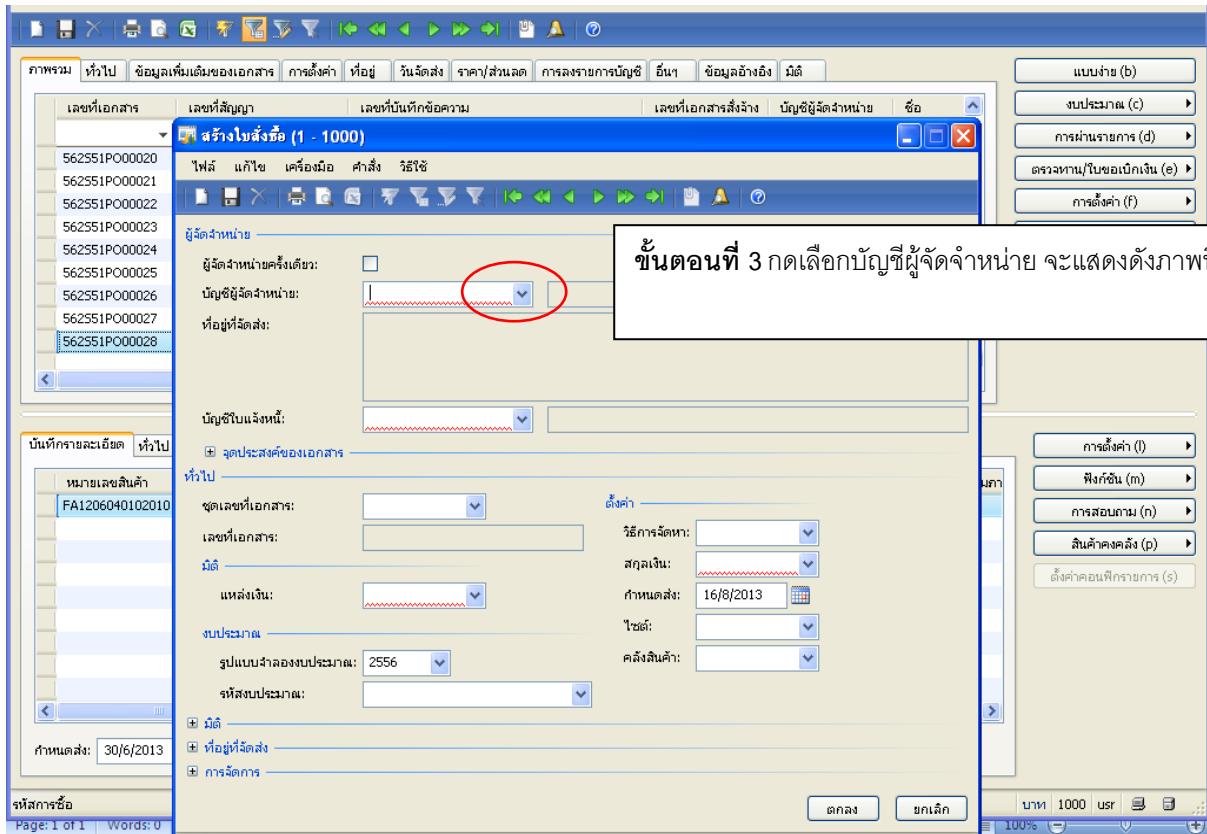 ภาพรวม ทั่วไป ข้อมูลเพิ่มเติมของเอกสาร การตั้งค่า ที่อยู่ วันจัดส่ง ราคา/ส่วนลด การลงรายการบัญชี อื่นๆ ข้อมูลอ้างอิง มิติ
แบบง่าย (b)
เลขที่เอกสาร เลขที่สัญญา เลขที่บันทึกข้อความ เลขที่เอกสารสั่งจ้าง บัญชีผู้จัดจำหน่าย ชื่อ
งบประมาณ (c)
สร้างใบสั่งซื้อ (1 - 1000)
การผ่านรายการ (d)
562S51PO00020
ไฟล์ แก้ไข เครื่องมือ คำสั่ง วิธีใช้
ตรวจทาน/ใบขอเบิกเงิน (e)
562S51PO00021
562S51PO00022
การตั้งค่า (f)
562S51PO00023
ผู้จัดจำหน่าย
562S51PO00024
ผู้จัดจำหน่ายครั้งเดียว:
ขั้นตอนที่ 3 กดเลือกบัญชีผู้จัดจำหน่าย จะแสดงดังภาพ
562S51PO00025
562S51PO00026
บัญชีผู้จัดจำหน่าย:
562S51PO00027
ที่อยู่ที่จัดส่ง:
562S51PO00028
บัญชีใบแจ้งหนี้:
บันทึกรายละเอียด ทั่วไป
จุดประสงค์ของเอกสาร
การตั้งค่า (l)
ทั่วไป
หมายเลขสินค้า
ฟังก์ชัน (m)
FA1206040102010
ชุดเลขที่เอกสาร:
ตั้งค่า
การสอบถาม (n)
เลขที่เอกสาร:
วิธีการจัดหา:
สินค้าคงคลัง (p)
มิติ
สกุลเงิน:
ตั้งค่าคอนฟิกรายการ (s)
แหล่งเงิน:
กำหนดส่ง: 16/8/2013
งบประมาณ
ไซต์:
รูปแบบจำลองงบประมาณ: 2556
คลังสินค้า:
รหัสงบประมาณ:
มิติ
กำหนดส่ง: 30/6/2013
ที่อยู่ที่จัดส่ง
การจัดการ
รหัสการซื้อ
ตกลง ยกเลิก
บาท 1000 usr
Page: 1 of 1 Words: 0 100%